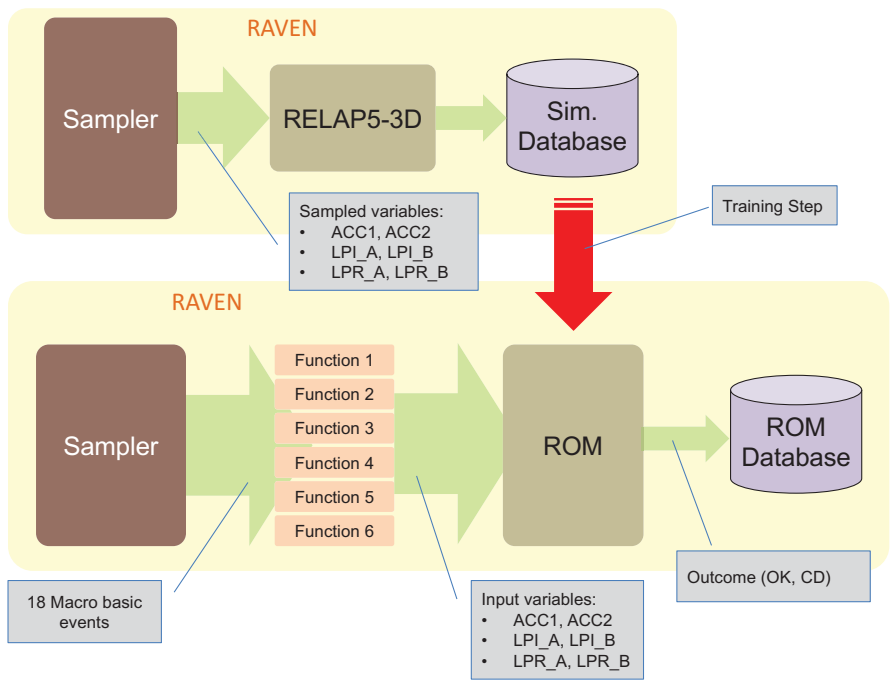 RAVEN
Sampler
RELAP5-3D
Sim.
Database
Sampled variables:
• ACC1, ACC2
• LPI_A, LPI_B
• LPR_A, LPR_B
Training Step
RAVEN
Sampler
Function 1
Function 2
Function 3
Function 4
Function 5
Function 6
ROM
ROM
Database
18 Macro basic
events
Input variables:
• ACC1, ACC2
• LPI_A, LPI_B
• LPR_A, LPR_B
Outcome (OK, CD)